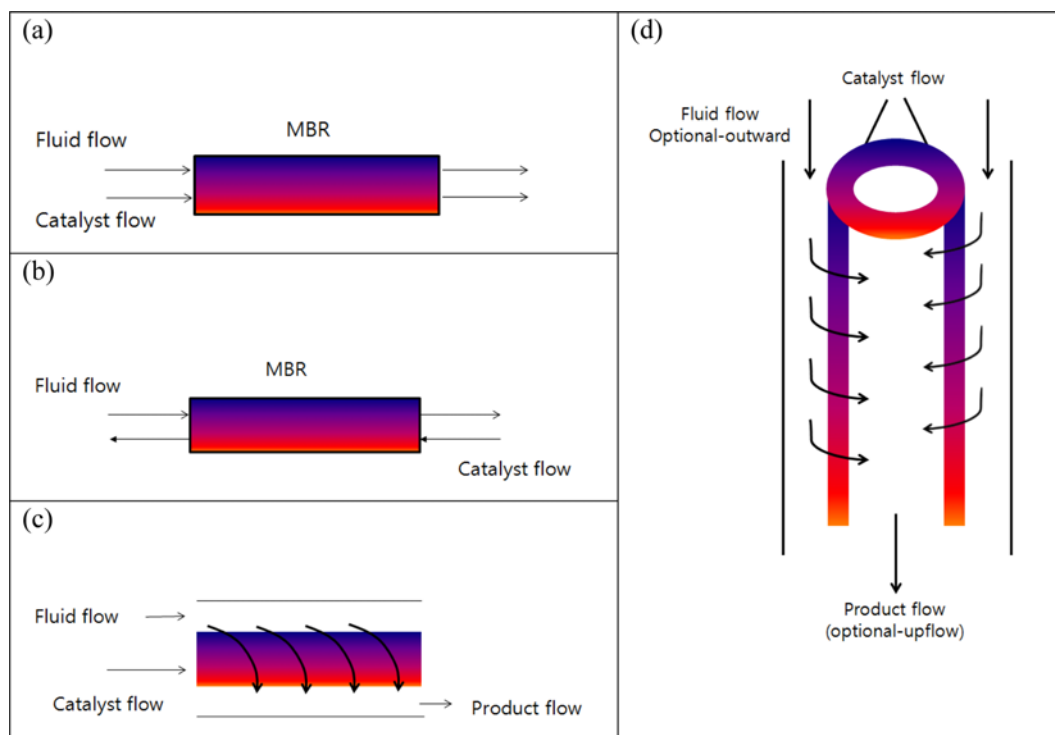 (a)
MBR
Fluid flow
Catalyst flow
(b)
MBR
Fluid flow
Catalyst flow
(c)
Fluid flow
Catalyst flow
Product flow
(d)
Catalyst flow
Fluid flow
Optional-outward
Product flow
(optional-upflow)